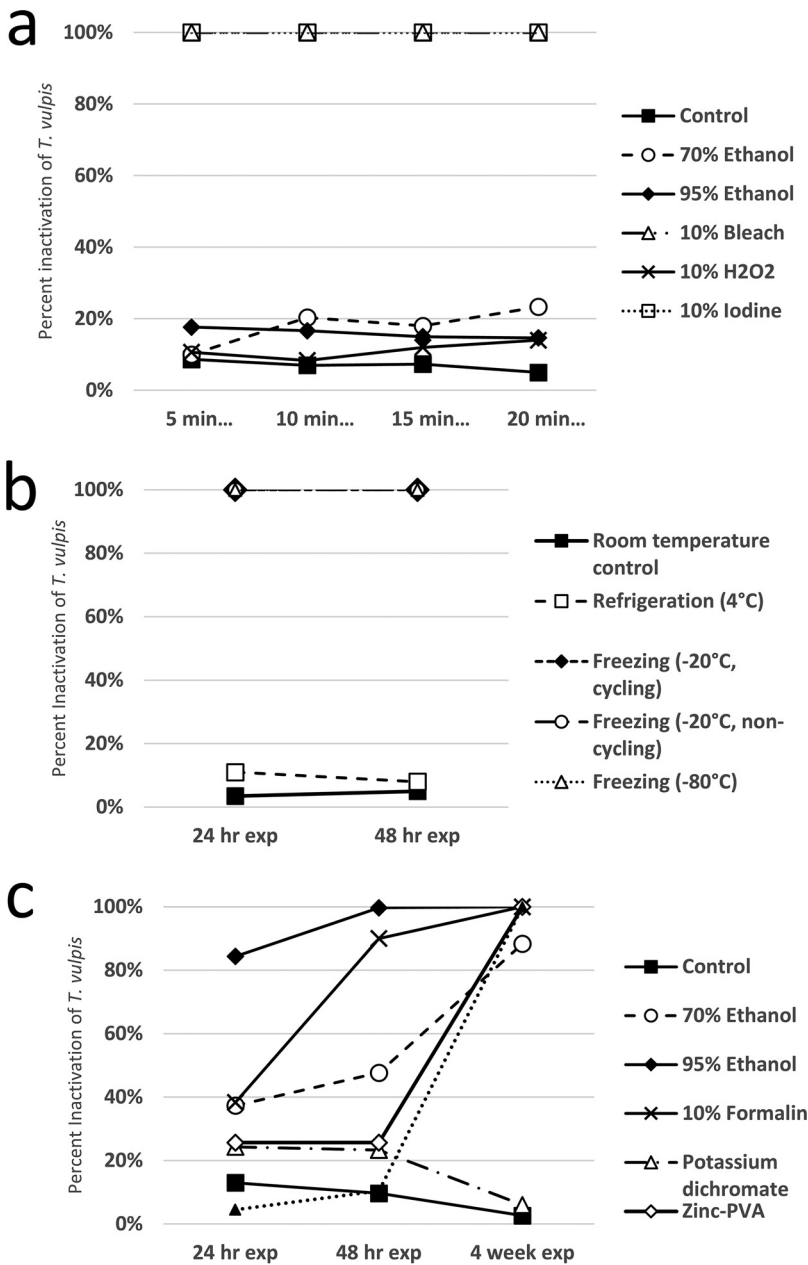 a
100%
80%
60%
40%
20%
0%
Percent inactivation of T. vulpis
5 min...
10 min...
15 min...
20 min...
Control
70% Ethanol
95% Ethanol
10% Bleach
10% H2O2
10% Iodine
b
100%
80%
60%
40%
20%
0%
Percent Inactivation of T. vulpis
24 hr exp
48 hr exp
Room temperature
control
Refrigeration (4°C)
Freezing (-20°C,
cycling)
Freezing (-20°C, non-
cycling)
Freezing (-80°C)
c
100%
80%
60%
40%
20%
0%
Percent Inactivation of T. vulpis
24 hr exp
48 hr exp
4 week exp
Control
70% Ethanol
95% Ethanol
10% Formalin
Potassium
dichromate
Zinc-PVA